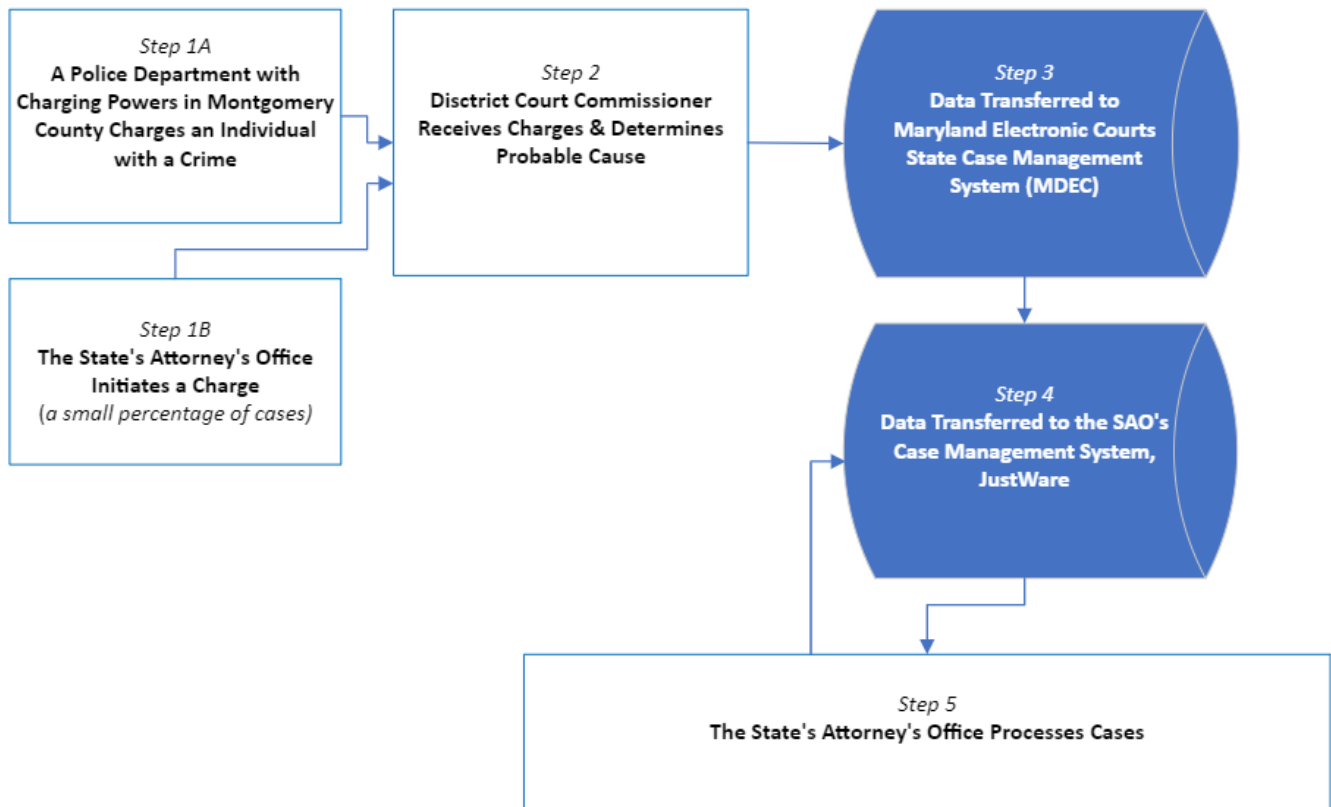 Step 1A
A Police Department with
Charging Powers in Montgomery
County Charges an Individual
with a Crime
Step 1B
The State's Attorney's Office
Initiates a Charge
(a small percentage of cases)
Step 2
Disctrict Court Commissioner
Receives Charges & Determines
Probable Cause
Step 3
Data Transferred to
Maryland Electronic Courts
State Case Management
System (MDEC)
Step 4
Data Transferred to the SAO's
Case Management System,
JustWare
Step 5
The State's Attorney's Office Processes Cases